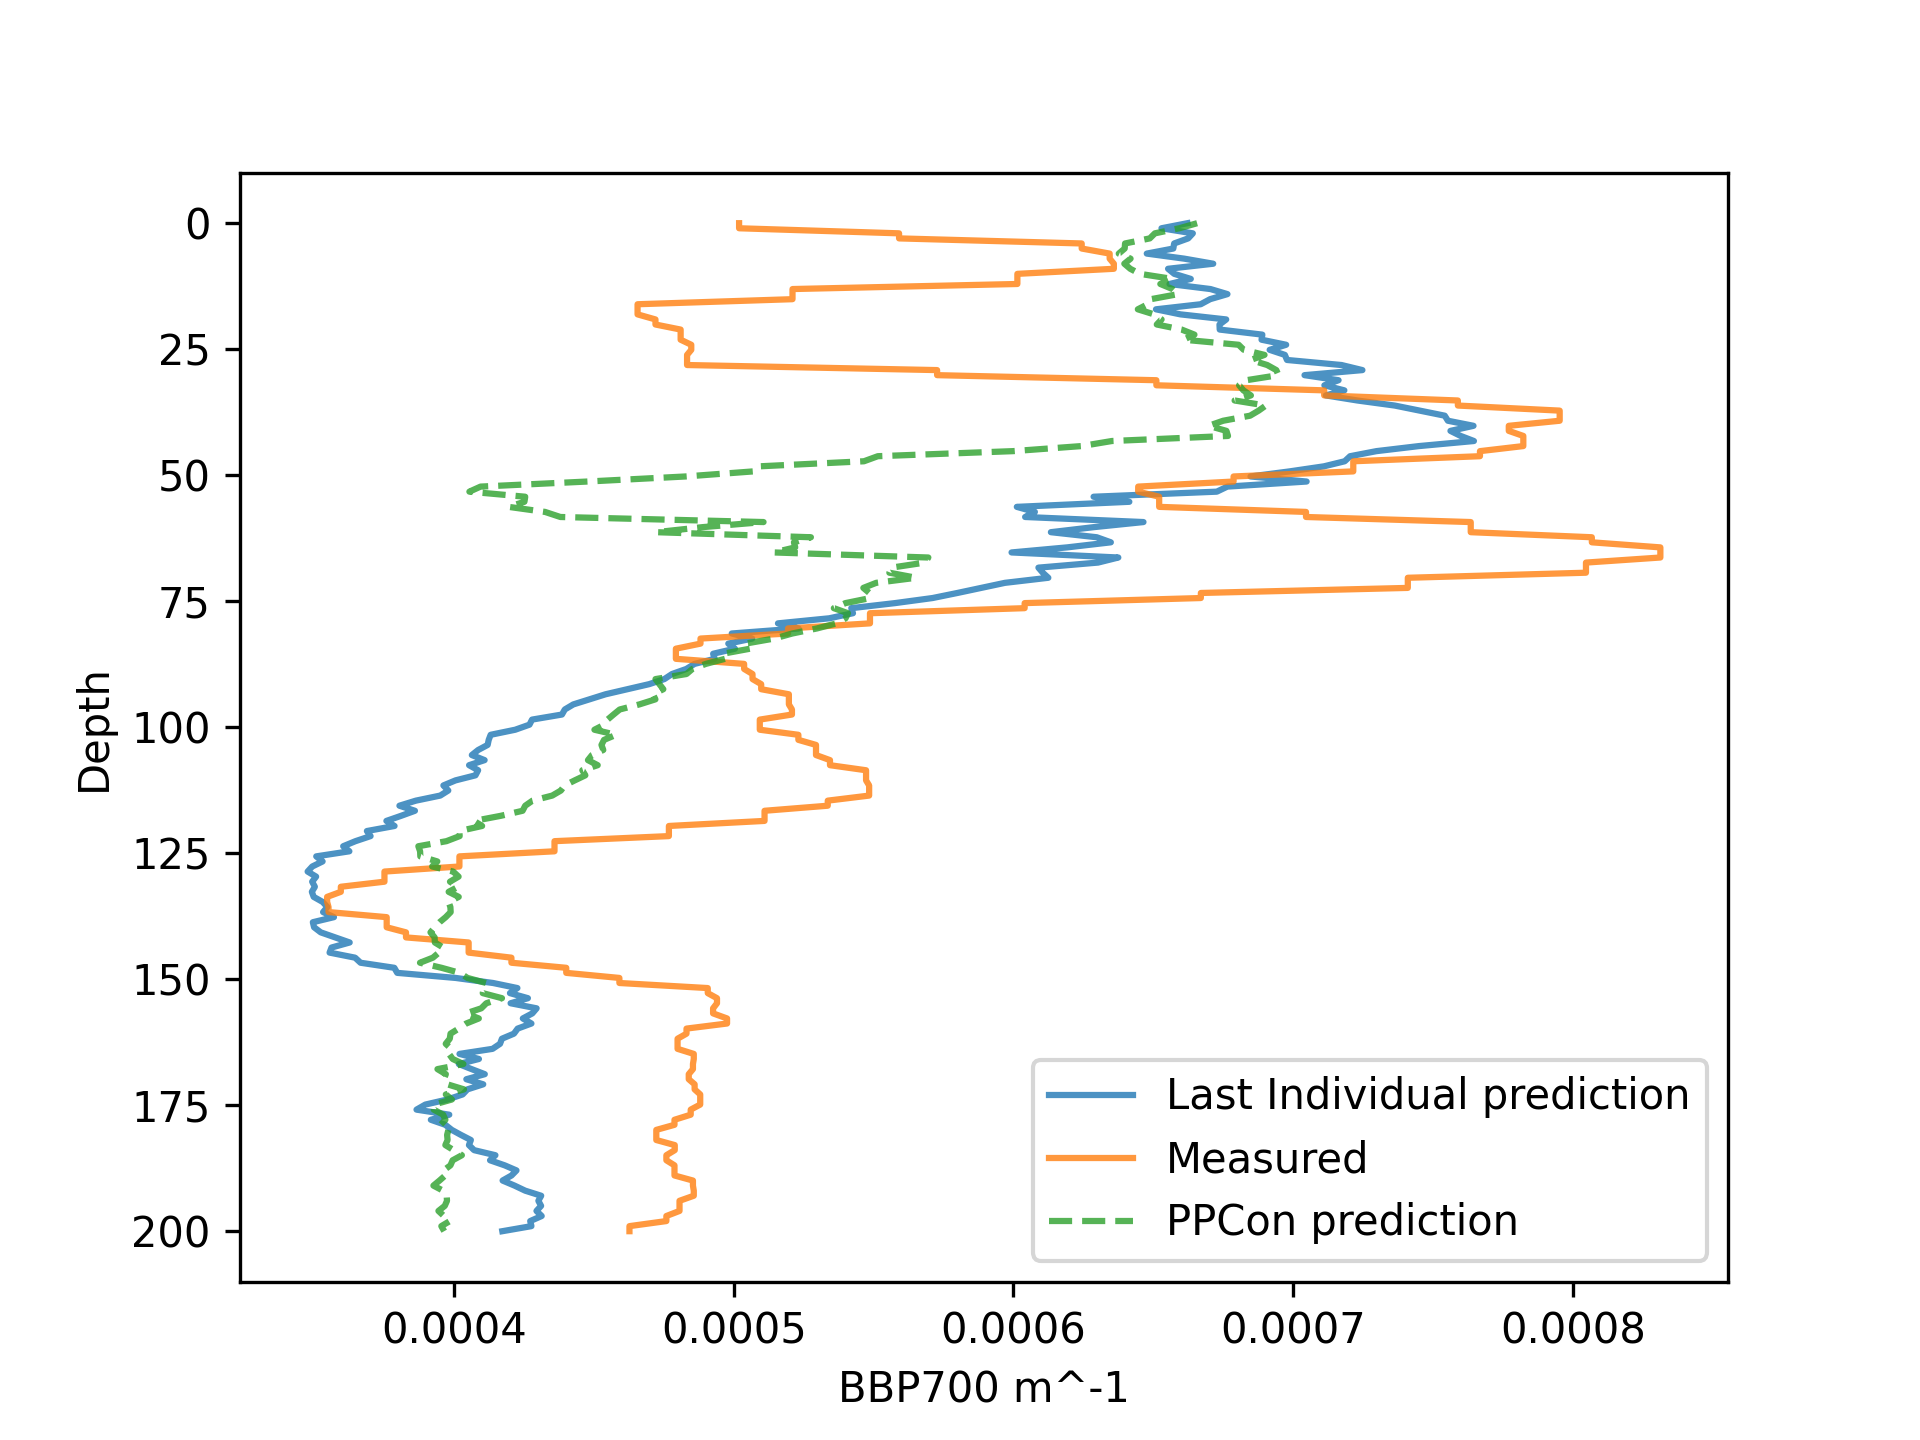 0
25
50
75
100
125
150
175
200
Depth
0.0004 0.0005 0.0006 0.0007 0.0008
BBP700 m^-1
Last Individual prediction
Measured
PPCon prediction